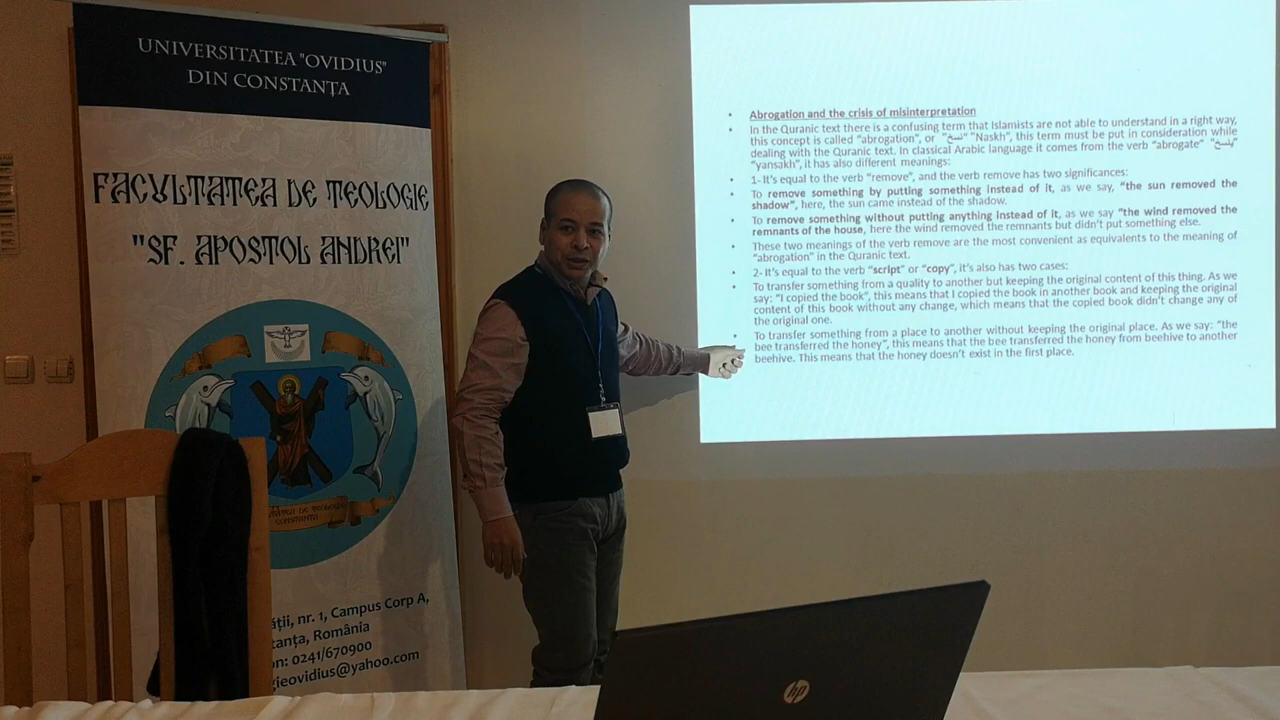 UNIVERSITATEA "OVIDIUS"
DIN CONSTANȚA
FACULTATEA DE TEOLOGIE
"SF. APOSTOL ANDREI"
CONSTANȚA
ății, nr. 1, Campus Corp A,
tanța, România
on: 0241/670900
gieovidius@yahoo.com
• Abrogation and the crisis of misinterpretation
• In the Quranic text there is a confusing term that Islamists are not able to understand in a right way,
this concept is called "abrogation", or "نسخ" "Naskh", this term must be put in consideration while
dealing with the Quranic text. In classical Arabic language it comes from the verb "abrogate" "ينسخ"
"yansakh", it has also different meanings:
• 1- It's equal to the verb "remove", and the verb remove has two significances:
• To remove something by putting something instead of it, as we say, "the sun removed the
shadow", here, the sun came instead of the shadow.
• To remove something without putting anything instead of it, as we say "the wind removed the
remnants of the house, here the wind removed the remnants but didn't put something else.
• These two meanings of the verb remove are the most convenient as equivalents to the meaning of
"abrogation" in the Quranic text.
• 2- It's equal to the verb "script" or "copy", it's also has two cases:
• To transfer something from a quality to another but keeping the original content of this thing. As we
say: "I copied the book", this means that I copied the book in another book and keeping the original
content of this book without any change, which means that the copied book didn't change any of
the original one.
• To transfer something from a place to another without keeping the original place. As we say: "the
bee transferred the honey", this means that the bee transferred the honey from beehive to another
beehive. This means that the honey doesn't exist in the first place.
hp